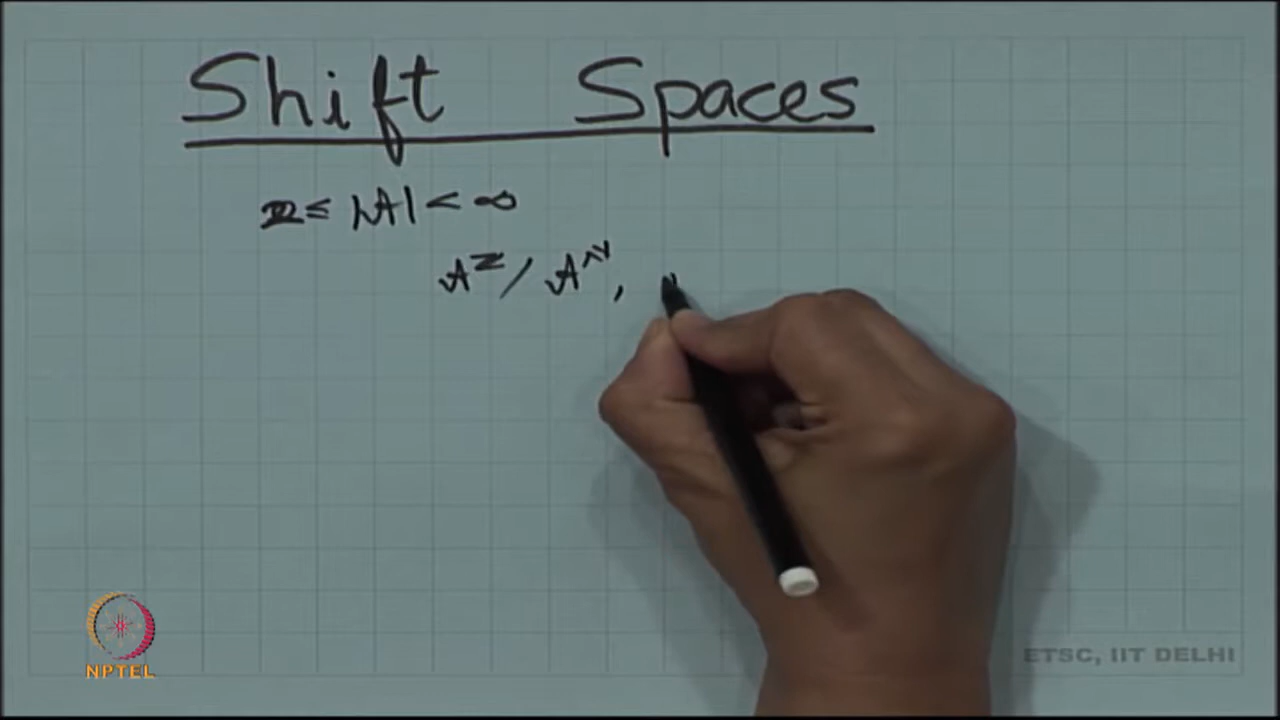 Shift Spaces
2 ≤ |A| < ∞
A^Z / A^N,
NPTEL
ETSC, IIT DELHI